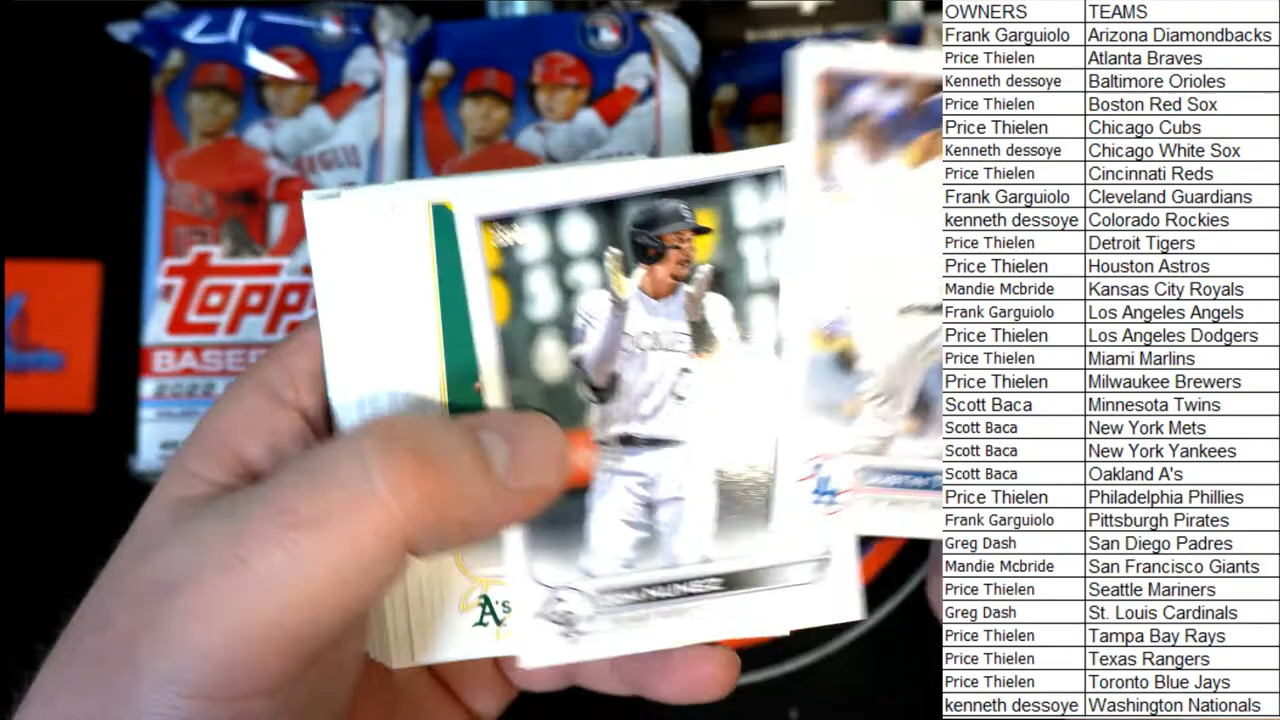 OWNERS TEAMS
Frank Garguiolo Arizona Diamondbacks
Price Thielen Atlanta Braves
Kenneth dessoye Baltimore Orioles
Price Thielen Boston Red Sox
Price Thielen Chicago Cubs
Kenneth dessoye Chicago White Sox
Price Thielen Cincinnati Reds
Frank Garguiolo Cleveland Guardians
kenneth dessoye Colorado Rockies
Price Thielen Detroit Tigers
Price Thielen Houston Astros
Mandie Mcbride Kansas City Royals
Frank Garguiolo Los Angeles Angels
Price Thielen Los Angeles Dodgers
Price Thielen Miami Marlins
Price Thielen Milwaukee Brewers
Scott Baca Minnesota Twins
Scott Baca New York Mets
Scott Baca New York Yankees
Scott Baca Oakland A's
Price Thielen Philadelphia Phillies
Frank Garguiolo Pittsburgh Pirates
Greg Dash San Diego Padres
Mandie Mcbride San Francisco Giants
Price Thielen Seattle Mariners
Greg Dash St. Louis Cardinals
Price Thielen Tampa Bay Rays
Price Thielen Texas Rangers
Price Thielen Toronto Blue Jays
kenneth dessoye Washington Nationals
A's